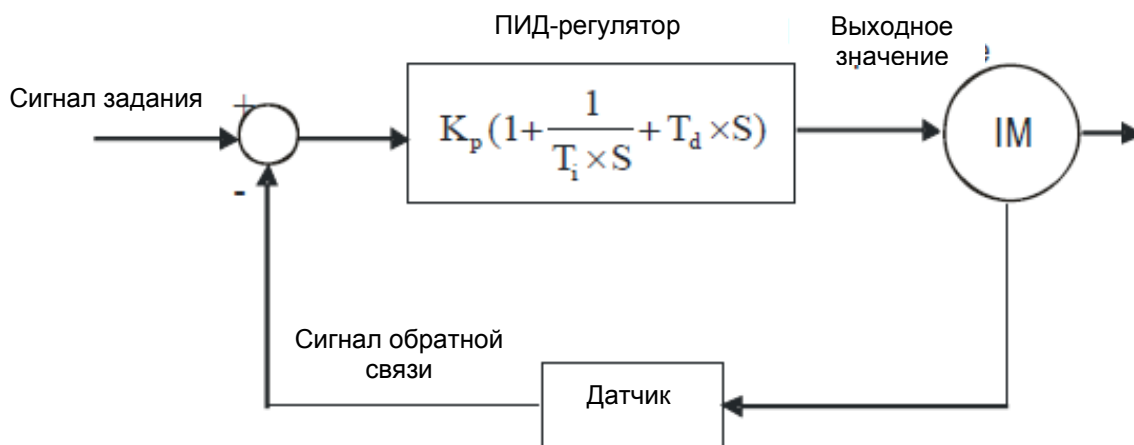 ПИД-регулятор
Выходное
значение
е
Сигнал задания
+
K_p (1+ 1/(T_i × S) + T_d × S)
IM
-
Сигнал обратной
связи
Датчик